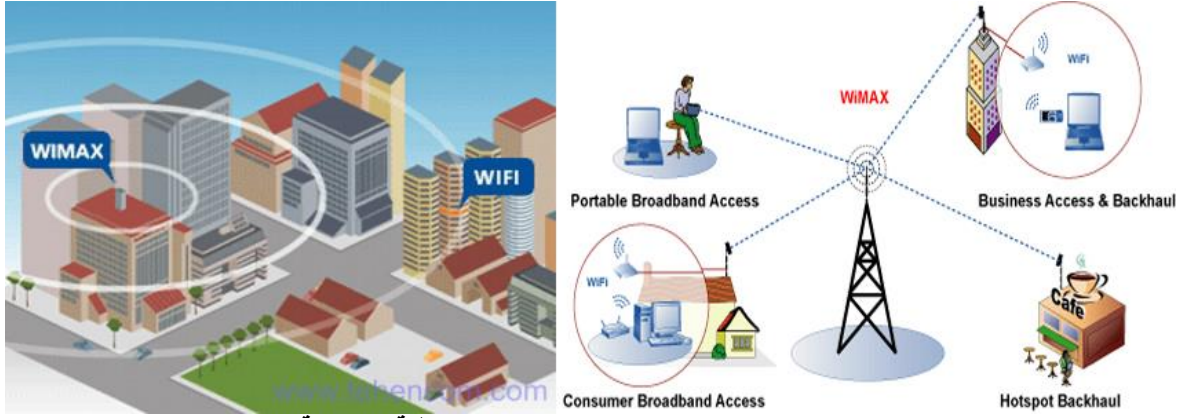 WIMAX
WIFI
WiMAX
WiFi
Portable Broadband Access
Business Access & Backhaul
WiFi
Cafe
Consumer Broadband Access
Hotspot Backhaul